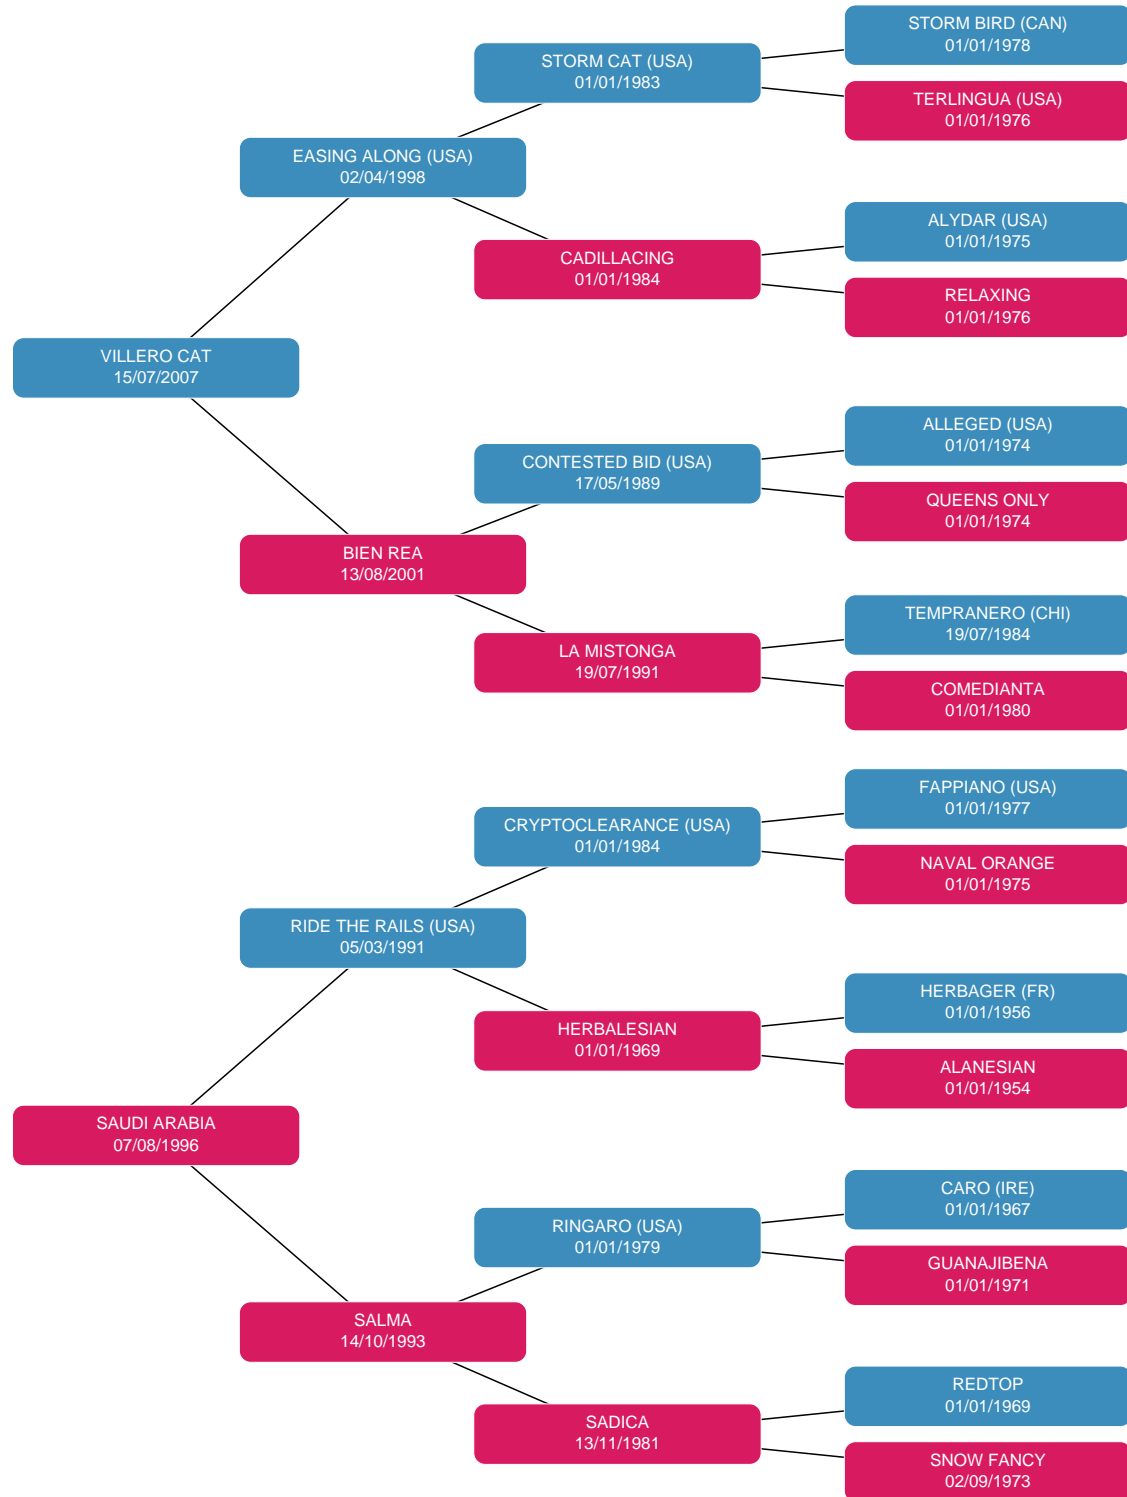 STORM BIRD (CAN)
01/01/1978
STORM CAT (USA)
01/01/1983
TERLINGUA (USA)
01/01/1976
EASING ALONG (USA)
02/04/1998
ALYDAR (USA)
01/01/1975
CADILLACING
01/01/1984
RELAXING
01/01/1976
VILLERO CAT
15/07/2007
ALLEGED (USA)
01/01/1974
CONTESTED BID (USA)
17/05/1989
QUEENS ONLY
01/01/1974
BIEN REA
13/08/2001
TEMPRANERO (CHI)
19/07/1984
LA MISTONGA
19/07/1991
COMEDIANTA
01/01/1980
FAPPIANO (USA)
01/01/1977
CRYPTOCLEARANCE (USA)
01/01/1984
NAVAL ORANGE
01/01/1975
RIDE THE RAILS (USA)
05/03/1991
HERBAGER (FR)
01/01/1956
HERBALESIAN
01/01/1969
ALANESIAN
01/01/1954
SAUDI ARABIA
07/08/1996
CARO (IRE)
01/01/1967
RINGARO (USA)
01/01/1979
GUANAJIBENA
01/01/1971
SALMA
14/10/1993
REDTOP
01/01/1969
SADICA
13/11/1981
SNOW FANCY
02/09/1973